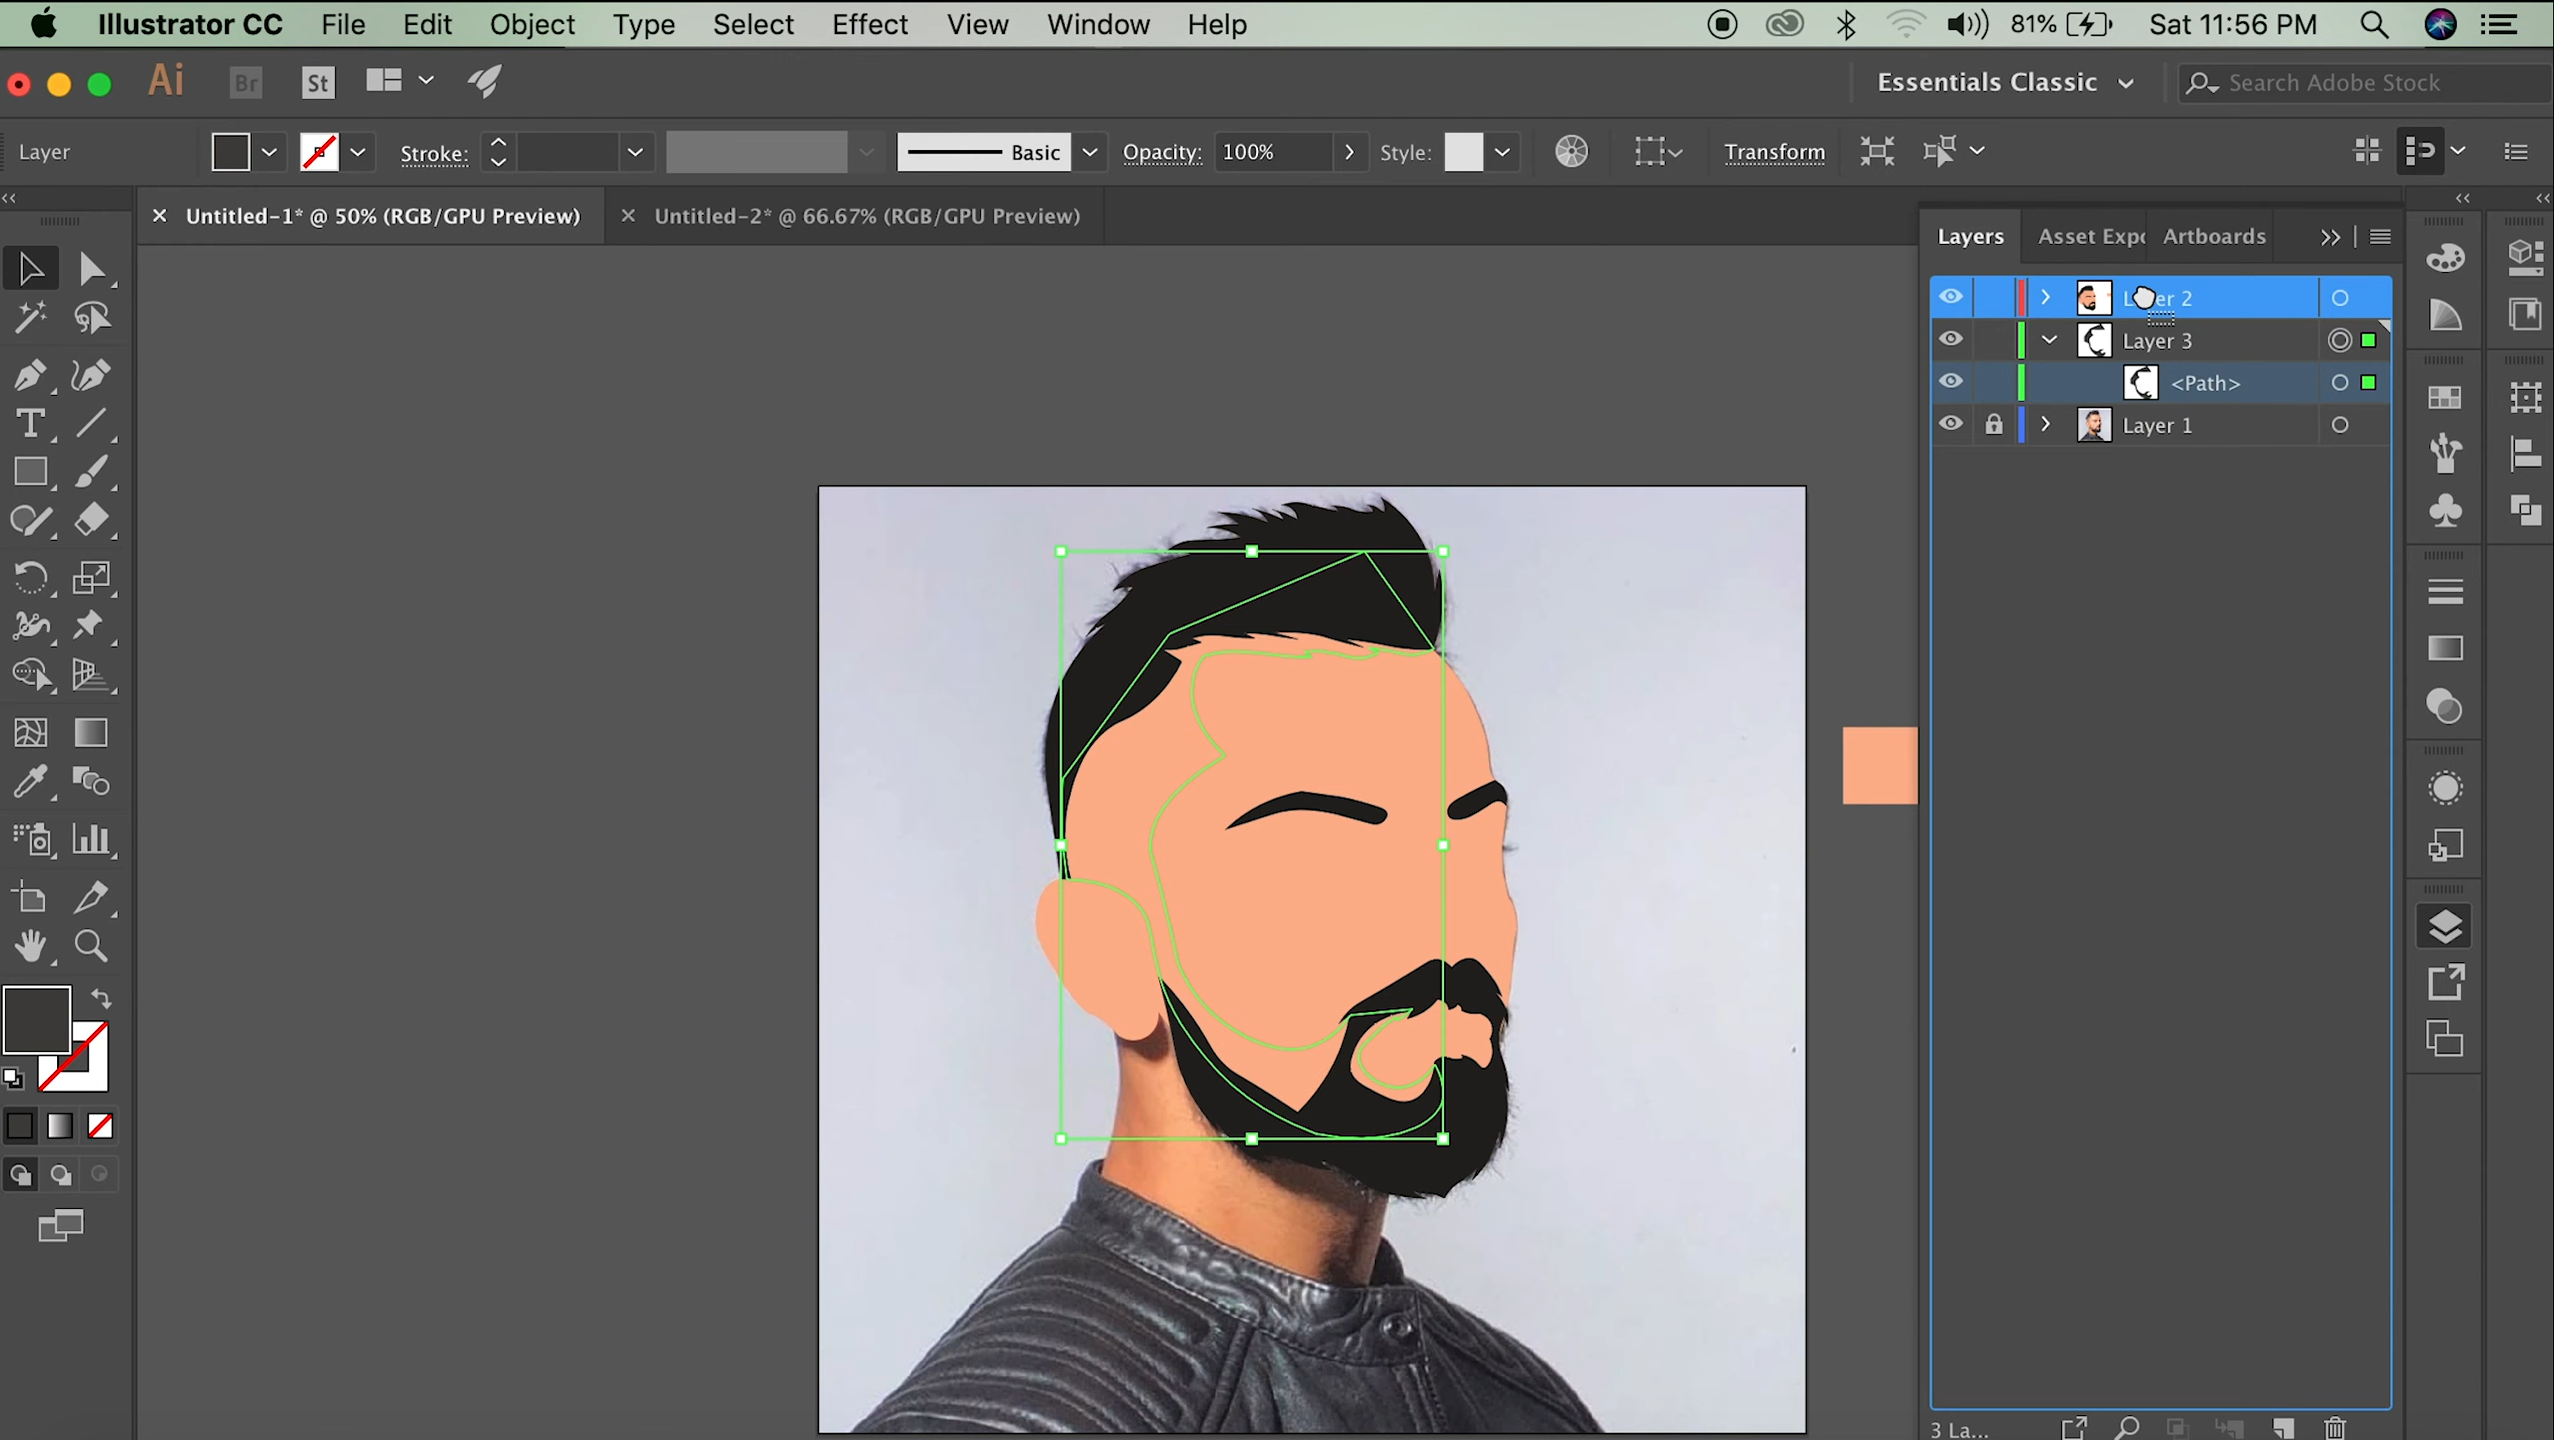 Illustrator CC File Edit Object Type Select Effect View Window Help 81% Sat 11:56 PM
Ai Br St Essentials Classic Search Adobe Stock
Layer Stroke: Basic Opacity: 100% Style: Transform
Untitled-1* @ 50% (RGB/GPU Preview) Untitled-2* @ 66.67% (RGB/GPU Preview)
Layers Asset Expo Artboards
Layer 2
Layer 3
<Path>
Layer 1
3 La...